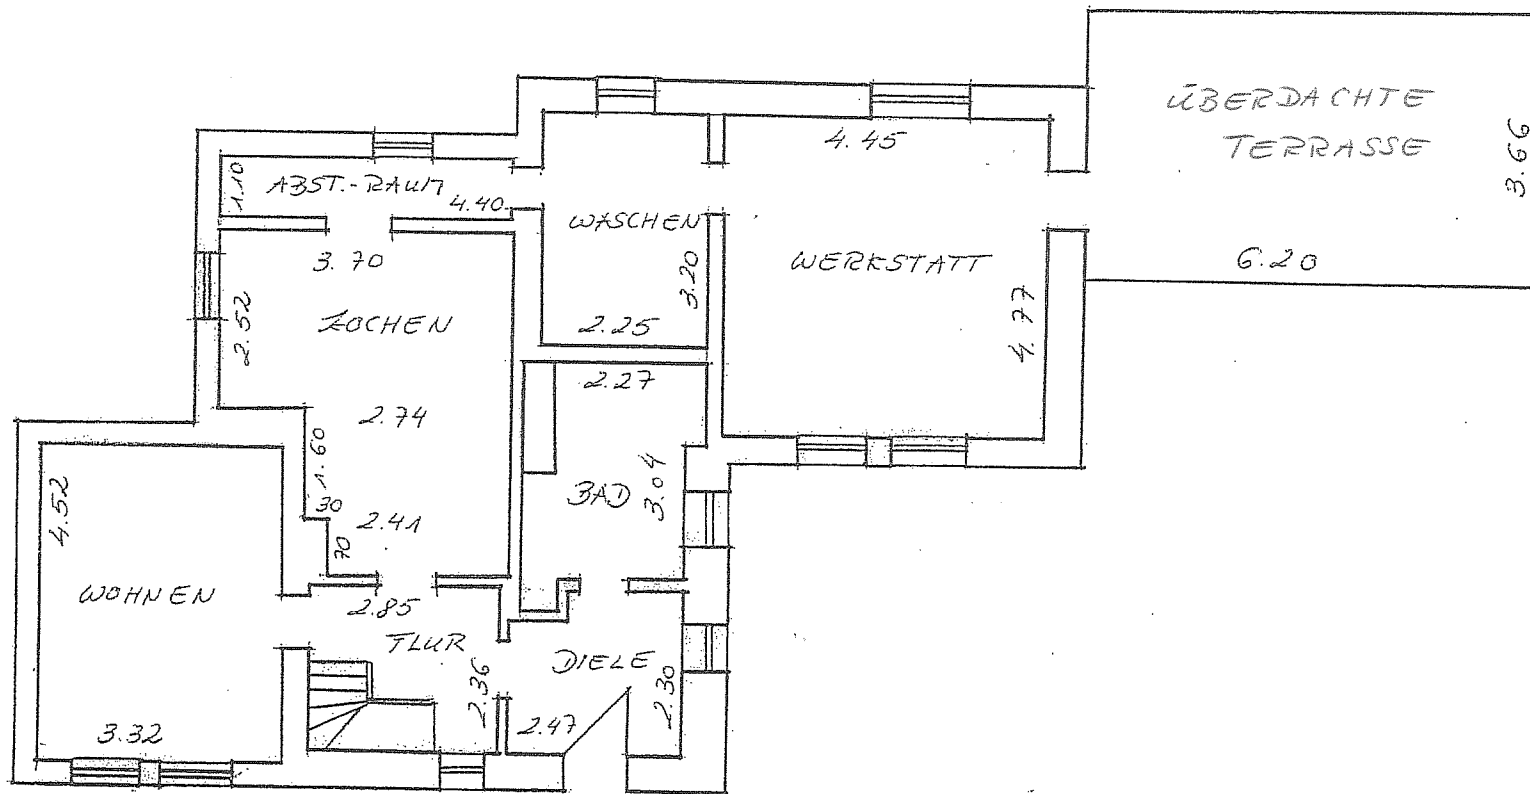 ÜBERDACHTE
TERRASSE
3.66
6.20
4.45
WERKSTATT
4.77
ABST.-RAUM
1.10
4.40
WASCHEN
3.20
2.25
3.70
KOCHEN
2.52
2.74
1.60
30
2.41
70
2.27
BAD
3.04
4.52
WOHNEN
3.32
2.85
FLUR
2.36
DIELE
2.30
2.47